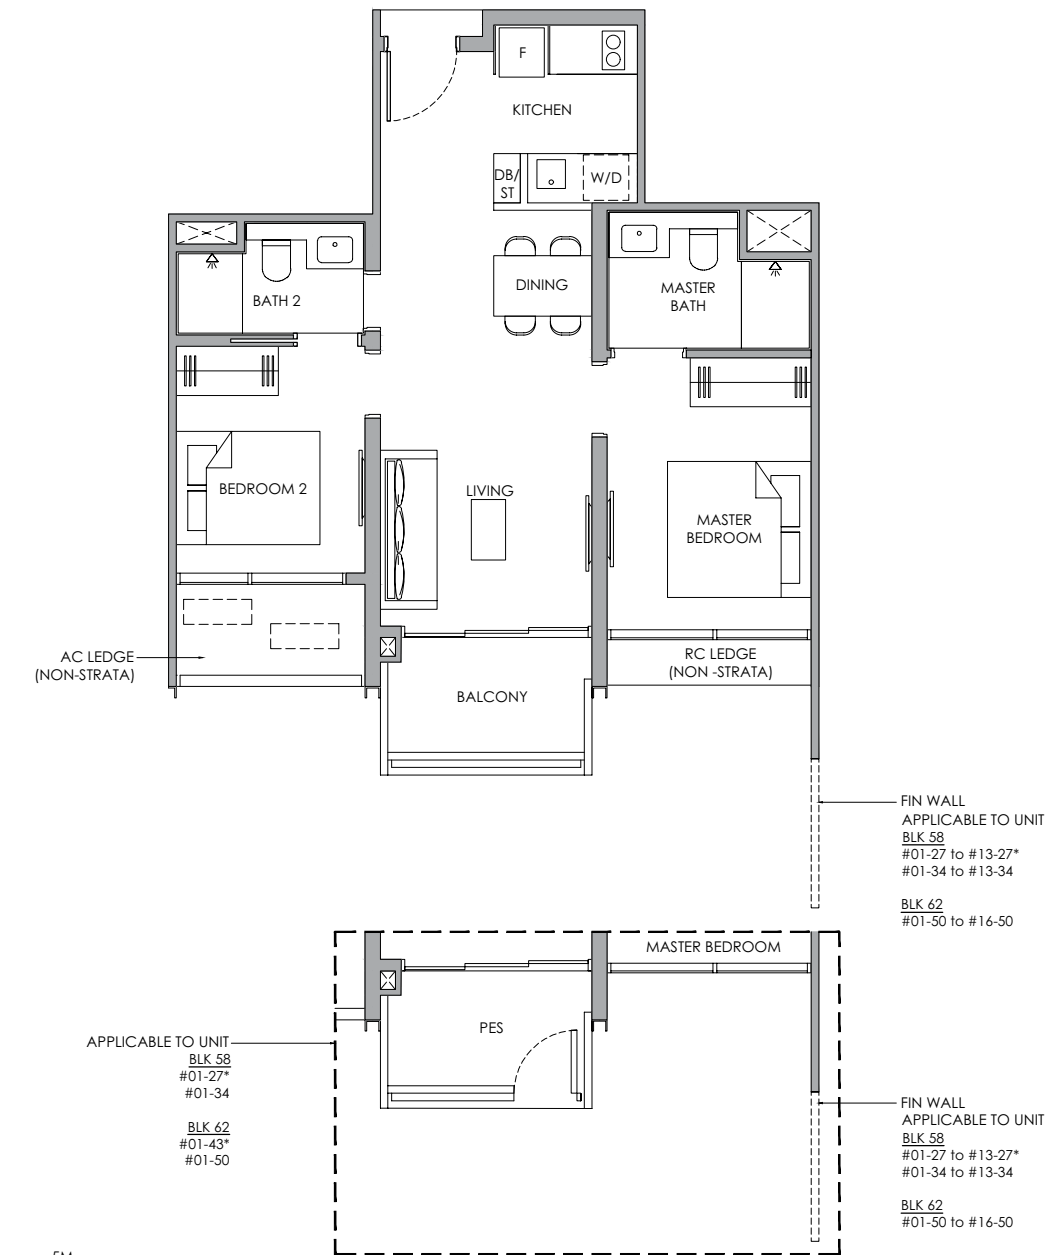 F
KITCHEN
DB/
ST
W/D
DINING
BATH 2
MASTER
BATH
BEDROOM 2
LIVING
MASTER
BEDROOM
AC LEDGE
(NON-STRATA)
RC LEDGE
(NON -STRATA)
BALCONY
FIN WALL
APPLICABLE TO UNIT
BLK 58
#01-27 to #13-27*
#01-34 to #13-34
BLK 62
#01-50 to #16-50
MASTER BEDROOM
PES
APPLICABLE TO UNIT
BLK 58
#01-27*
#01-34
BLK 62
#01-43*
#01-50
FIN WALL
APPLICABLE TO UNIT
BLK 58
#01-27 to #13-27*
#01-34 to #13-34
BLK 62
#01-50 to #16-50